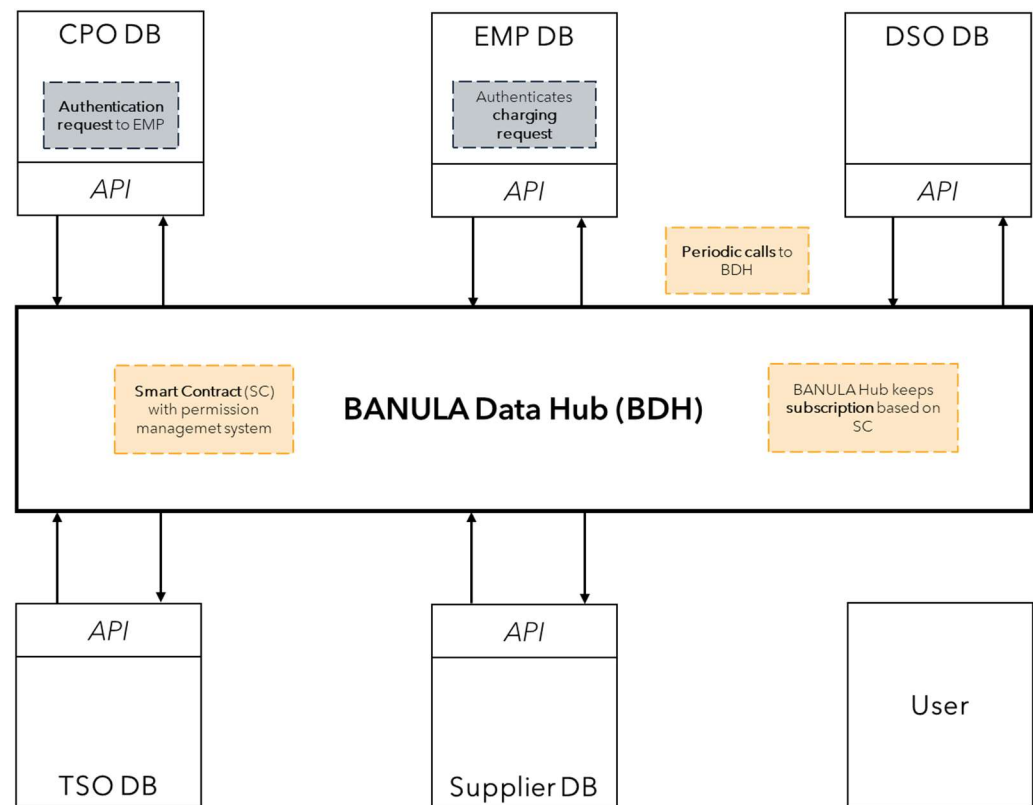 CPO DB
Authentication
request to EMP
API
EMP DB
Authenticates
charging
request
API
DSO DB
API
Periodic calls to
BDH
Smart Contract (SC)
with permission
managemet system
BANULA Data Hub (BDH)
BANULA Hub keeps
subscription based on
SC
API
TSO DB
API
Supplier DB
User